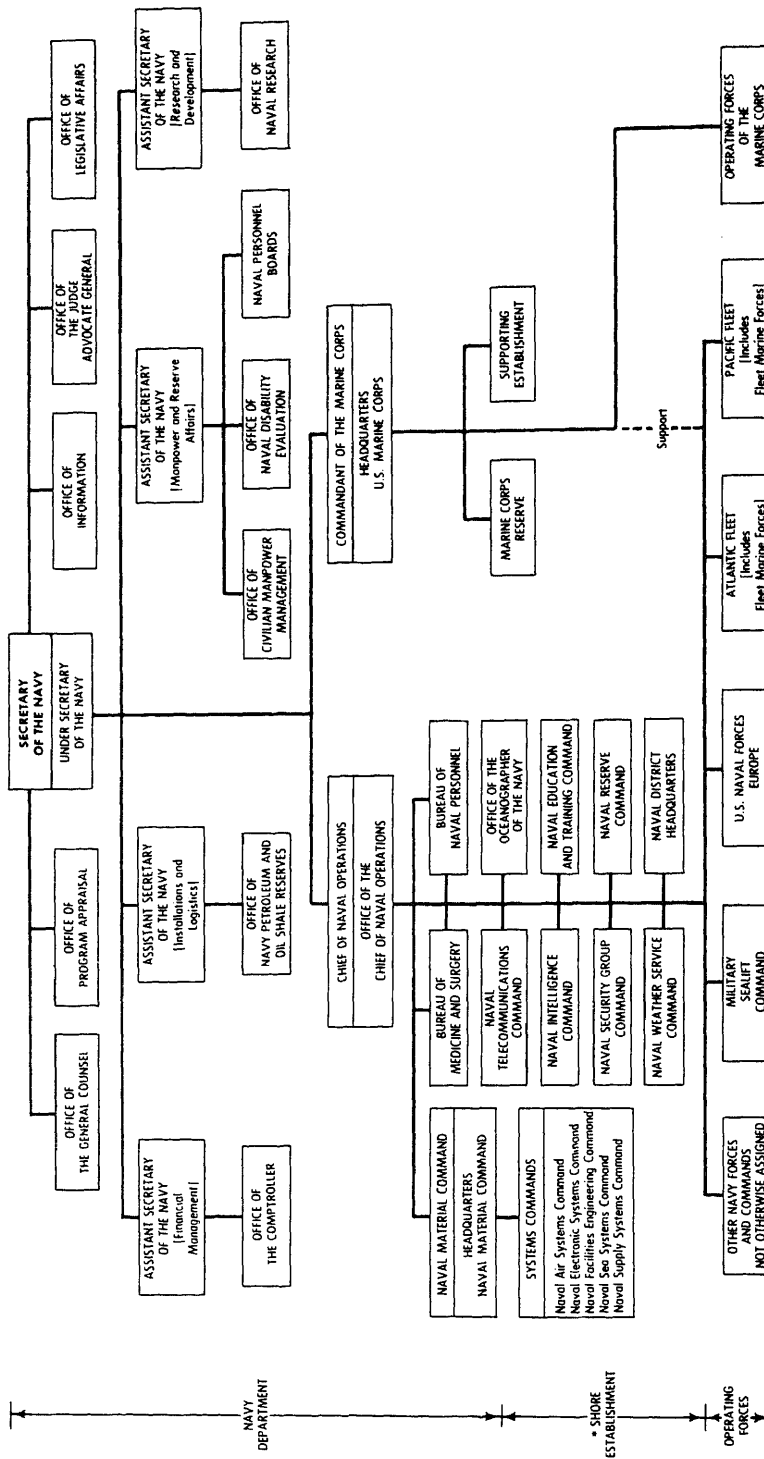 SECRETARY
OF THE NAVY
UNDER SECRETARY
OF THE NAVY
OFFICE OF
THE GENERAL COUNSEL
OFFICE OF
PROGRAM APPRAISAL
OFFICE OF
INFORMATION
OFFICE OF
THE JUDGE
ADVOCATE GENERAL
OFFICE OF
LEGISLATIVE AFFAIRS
ASSISTANT SECRETARY
OF THE NAVY
[Financial
Management]
ASSISTANT SECRETARY
OF THE NAVY
[Installations and
Logistics]
ASSISTANT SECRETARY
OF THE NAVY
[Manpower and Reserve
Affairs]
ASSISTANT SECRETARY
OF THE NAVY
[Research and
Development]
OFFICE OF
THE COMPTROLLER
OFFICE OF
NAVY PETROLEUM AND
OIL SHALE RESERVES
OFFICE OF
CIVILIAN MANPOWER
MANAGEMENT
OFFICE OF
NAVAL DISABILITY
EVALUATION
NAVAL PERSONNEL
BOARDS
OFFICE OF
NAVAL RESEARCH
NAVY
DEPARTMENT
CHIEF OF NAVAL OPERATIONS
OFFICE OF THE
CHIEF OF NAVAL OPERATIONS
COMMANDANT OF THE MARINE CORPS
HEADQUARTERS
U.S. MARINE CORPS
NAVAL MATERIAL COMMAND
HEADQUARTERS
NAVAL MATERIAL COMMAND
BUREAU OF
MEDICINE AND SURGERY
BUREAU OF
NAVAL PERSONNEL
MARINE CORPS
RESERVE
SUPPORTING
ESTABLISHMENT
NAVAL
TELECOMMUNICATIONS
COMMAND
OFFICE OF THE
OCEANOGRAPHER
OF THE NAVY
SYSTEMS COMMANDS
Naval Air Systems Command
Naval Electronic Systems Command
Naval Facilities Engineering Command
Naval Sea Systems Command
Naval Supply Systems Command
NAVAL INTELLIGENCE
COMMAND
NAVAL EDUCATION
AND TRAINING COMMAND
NAVAL SECURITY GROUP
COMMAND
NAVAL RESERVE
COMMAND
NAVAL WEATHER SERVICE
COMMAND
NAVAL DISTRICT
HEADQUARTERS
* SHORE
ESTABLISHMENT
Support
OPERATING
FORCES
OTHER NAVY FORCES
AND COMMANDS
NOT OTHERWISE ASSIGNED
MILITARY
SEALIFT
COMMAND
U.S. NAVAL FORCES
EUROPE
ATLANTIC FLEET
[Includes
Fleet Marine Forces]
PACIFIC FLEET
[Includes
Fleet Marine Forces]
OPERATING FORCES
OF THE
MARINE CORPS